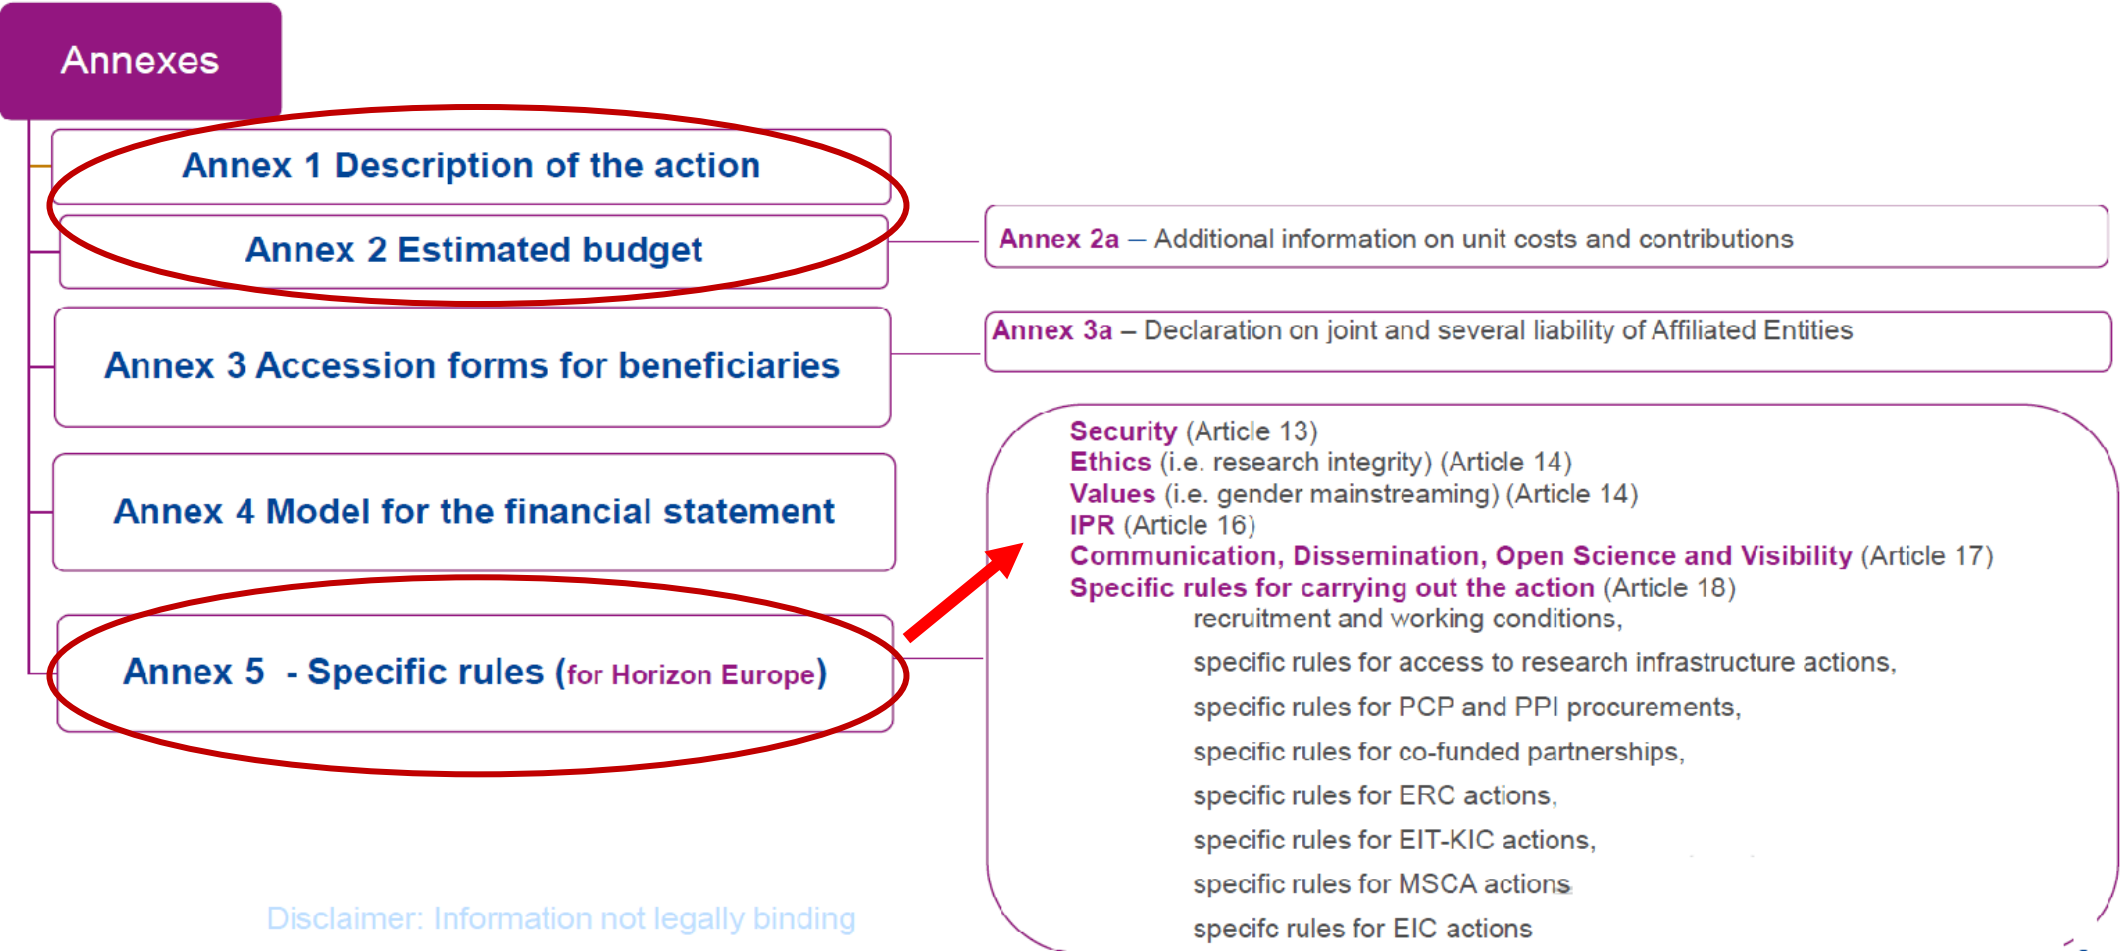 Annexes
Annex 1 Description of the action
Annex 2 Estimated budget
Annex 2a – Additional information on unit costs and contributions
Annex 3 Accession forms for beneficiaries
Annex 3a – Declaration on joint and several liability of Affiliated Entities
Annex 4 Model for the financial statement
Annex 5 - Specific rules (for Horizon Europe)
Security (Article 13)
Ethics (i.e. research integrity) (Article 14)
Values (i.e. gender mainstreaming) (Article 14)
IPR (Article 16)
Communication, Dissemination, Open Science and Visibility (Article 17)
Specific rules for carrying out the action (Article 18)
recruitment and working conditions,
specific rules for access to research infrastructure actions,
specific rules for PCP and PPI procurements,
specific rules for co-funded partnerships,
specific rules for ERC actions,
specific rules for EIT-KIC actions,
specific rules for MSCA actions
specifc rules for EIC actions
Disclaimer: Information not legally binding